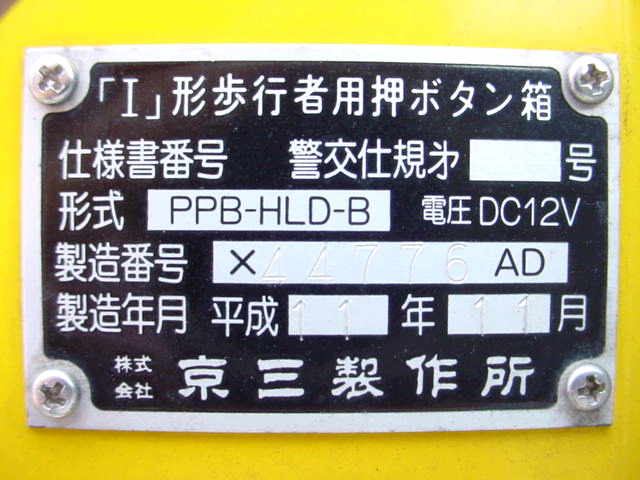 「I」形歩行者用押ボタン箱
仕様書番号 警交仕規才 号
形式 PPB-HLD-B 電圧 DC12V
製造番号 ×44776 AD
製造年月 平成11年11月
株式会社 京三製作所